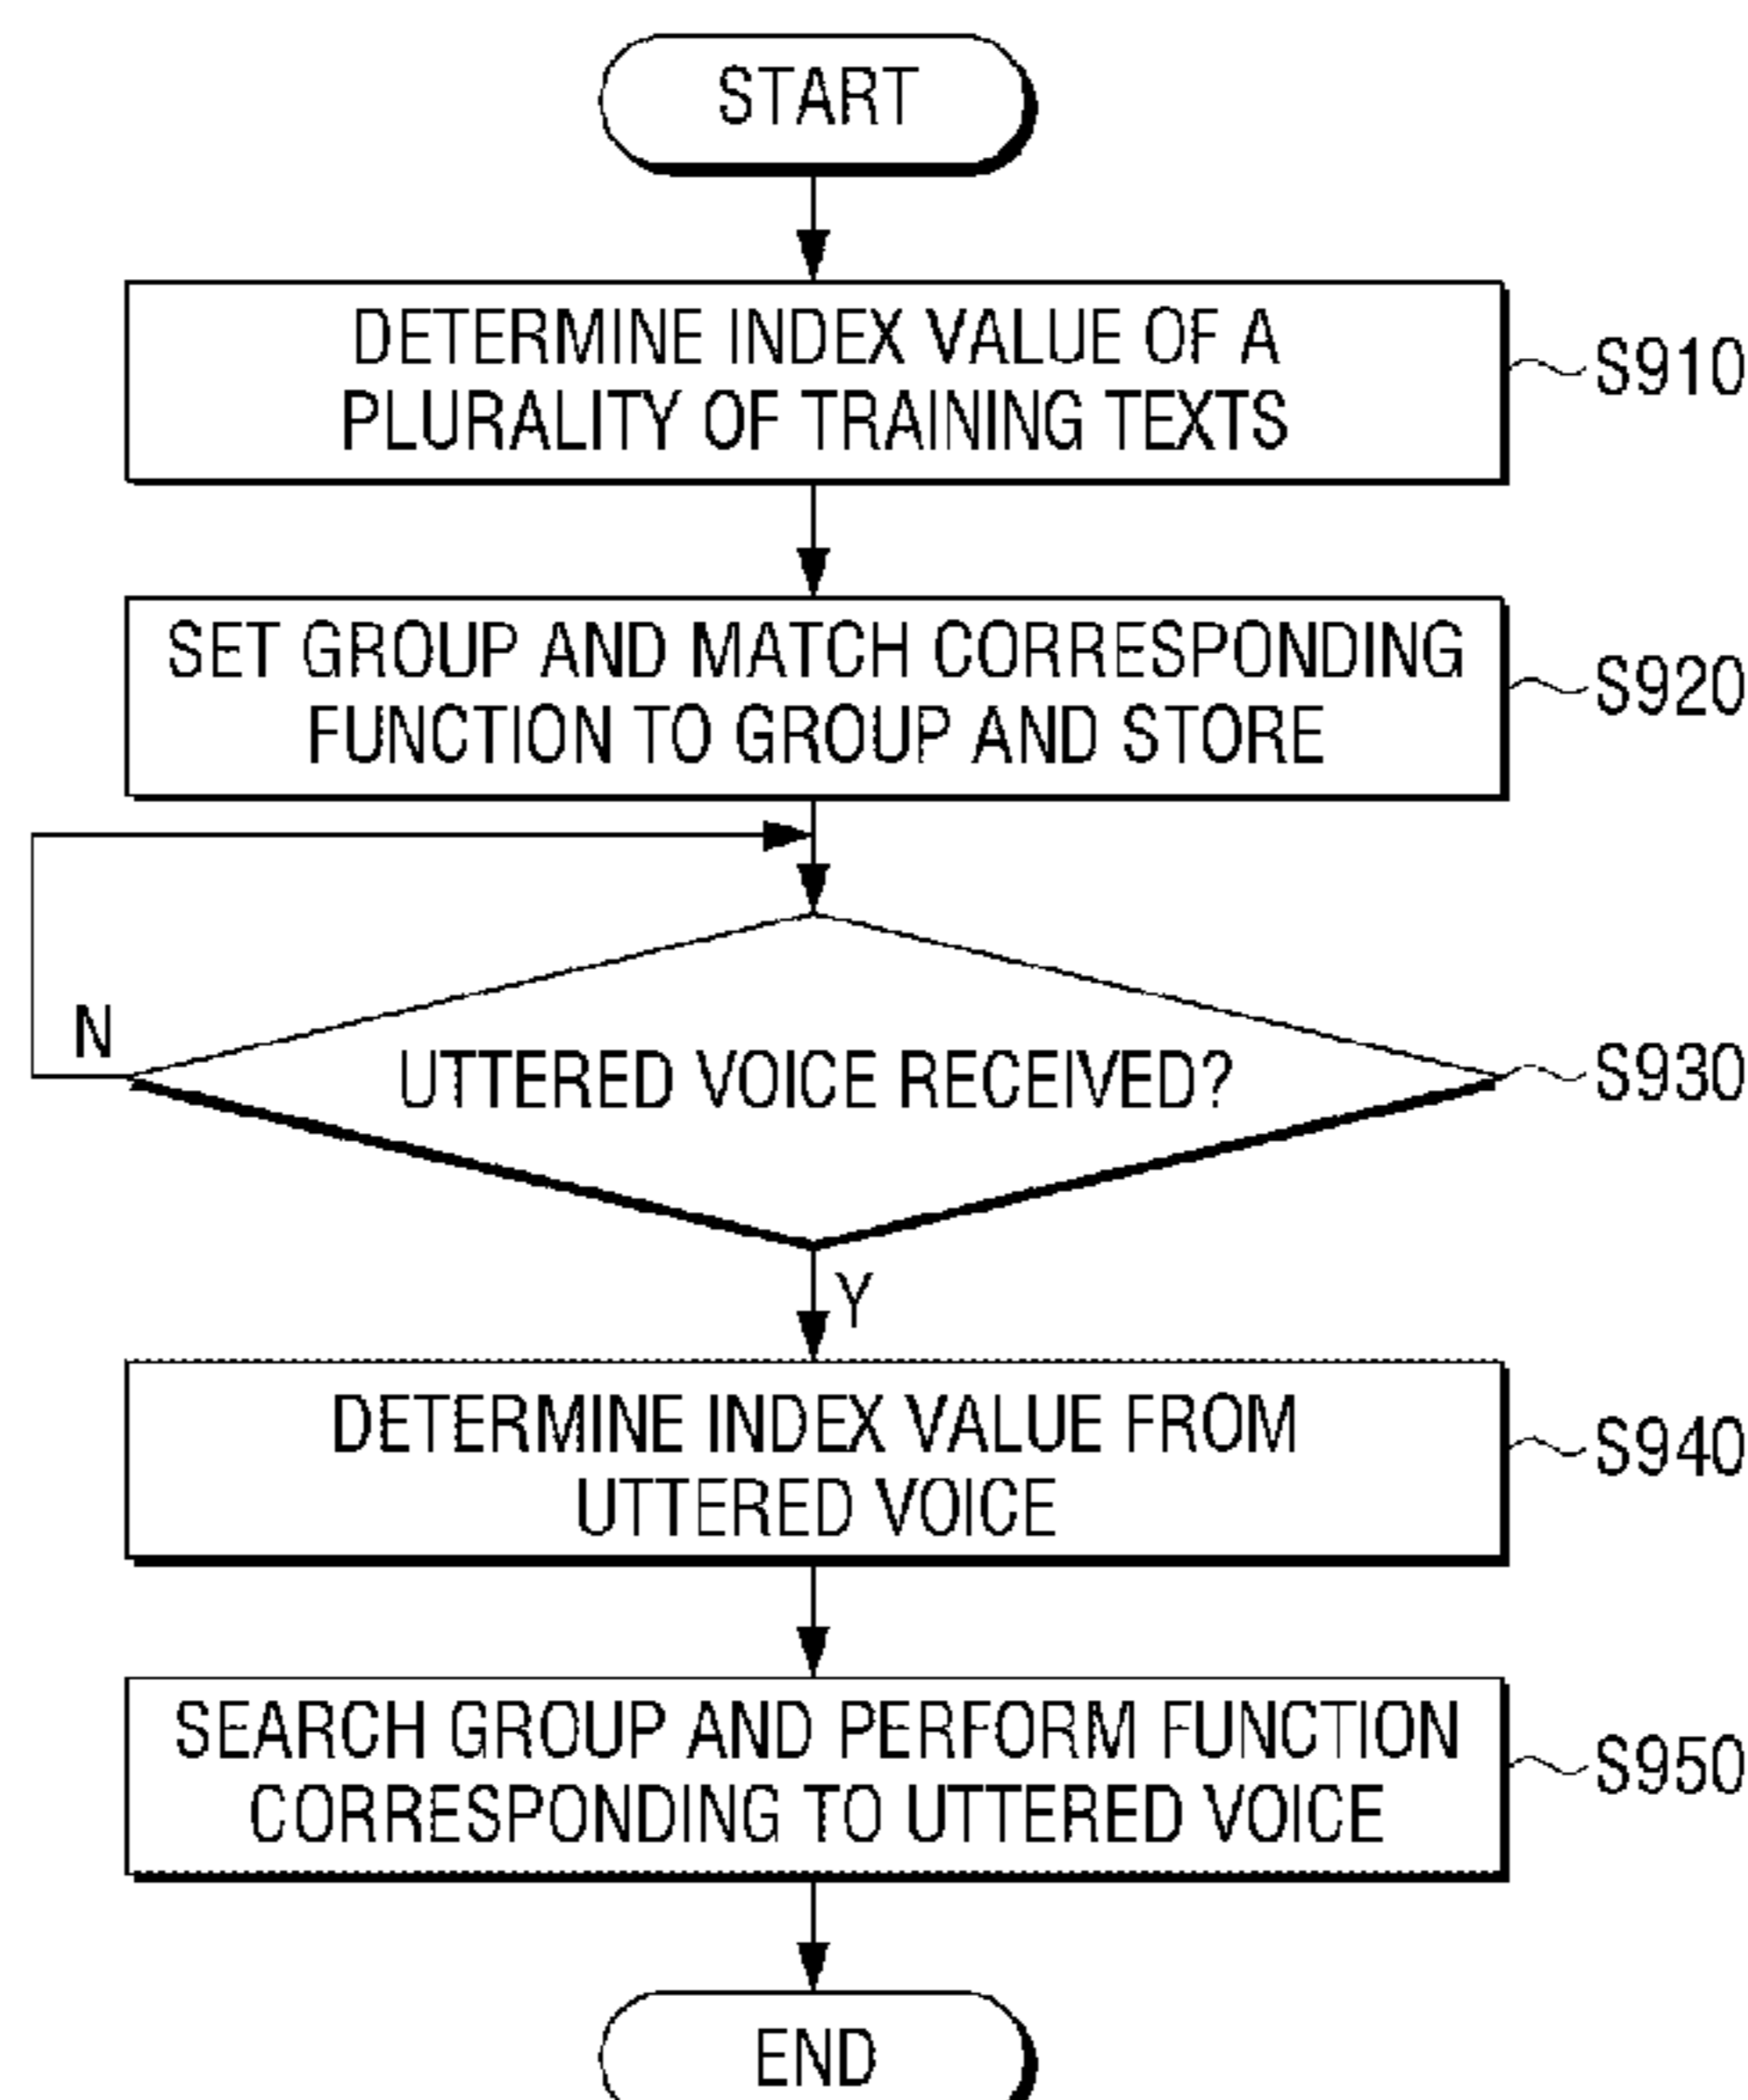 START
DETERMINE INDEX VALUE OF A
PLURALITY OF TRAINING TEXTS
S910
SET GROUP AND MATCH CORRESPONDING
FUNCTION TO GROUP AND STORE
S920
N
UTTERED VOICE RECEIVED?
S930
Y
DETERMINE INDEX VALUE FROM
UTTERED VOICE
S940
SEARCH GROUP AND PERFORM FUNCTION
CORRESPONDING TO UTTERED VOICE
S950
END